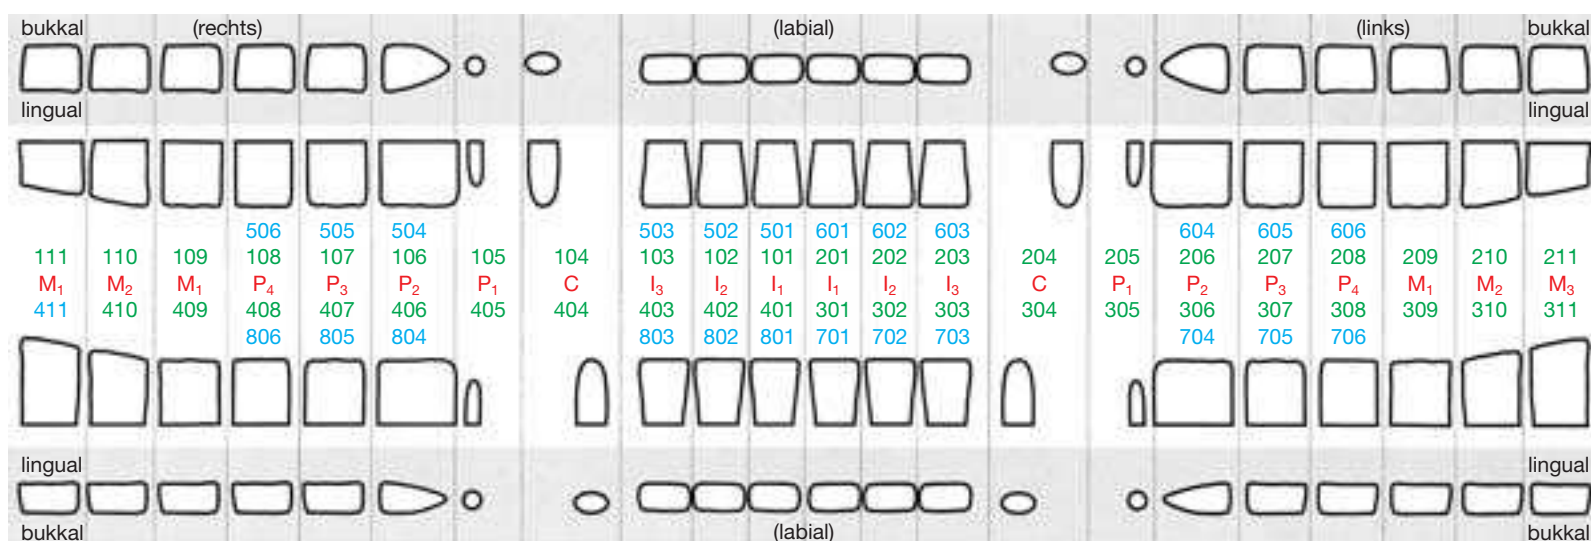 bukkal (rechts) (labial) (links) bukkal
lingual lingual
506 505 504 503 502 501 601 602 603 604 605 606
111 110 109 108 107 106 105 104 103 102 101 201 202 203 204 205 206 207 208 209 210 211
M₁ M₂ M₁ P₄ P₃ P₂ P₁ C I₃ I₂ I₁ I₁ I₂ I₃ C P₁ P₂ P₃ P₄ M₁ M₂ M₃
411 410 409 408 407 406 405 404 403 402 401 301 302 303 304 305 306 307 308 309 310 311
806 805 804 803 802 801 701 702 703 704 705 706
lingual lingual
bukkal (labial) bukkal